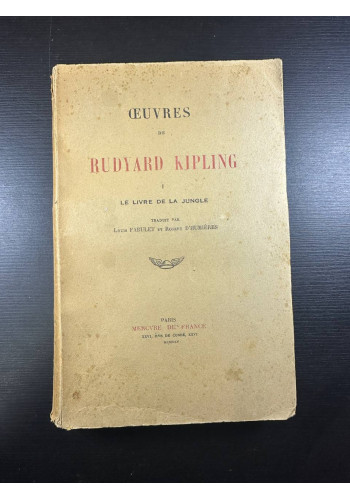 ŒUVRES
DE
RUDYARD KIPLING
I
LE LIVRE DE LA JUNGLE
TRADUIT PAR
LOUIS FABULET ET ROBERT D'HUMIÈRES
PARIS
MERCVRE DE FRANCE
XXVI, RVE DE CONDÉ, XXVI